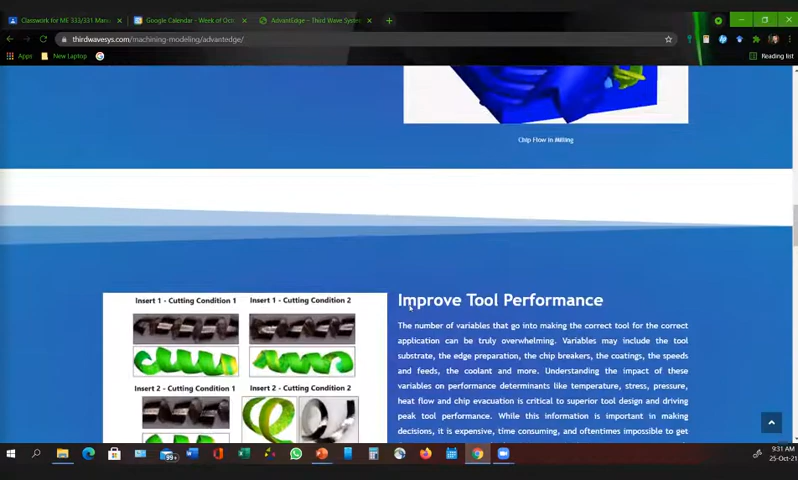 Classwork for ME 333/331 Man
Google Calendar - Week of Oct
AdvantEdge – Third Wave System
thirdwavesys.com/machining-modeling/advantedge/
Apps
New Laptop
Reading list
Chip Flow in Milling
Insert 1 - Cutting Condition 1
Insert 1 - Cutting Condition 2
Insert 2 - Cutting Condition 1
Insert 2 - Cutting Condition 2
Improve Tool Performance
The number of variables that go into making the correct tool for the correct
application can be truly overwhelming. Variables may include the tool
substrate, the edge preparation, the chip breakers, the coatings, the speeds
and feeds, the coolant and more. Understanding the impact of these
variables on performance determinants like temperature, stress, pressure,
heat flow and chip evacuation is critical to superior tool design and driving
peak tool performance. While this information is important in making
decisions, it is expensive, time consuming, and oftentimes impossible to get
99+
9:31 AM
25-Oct-21